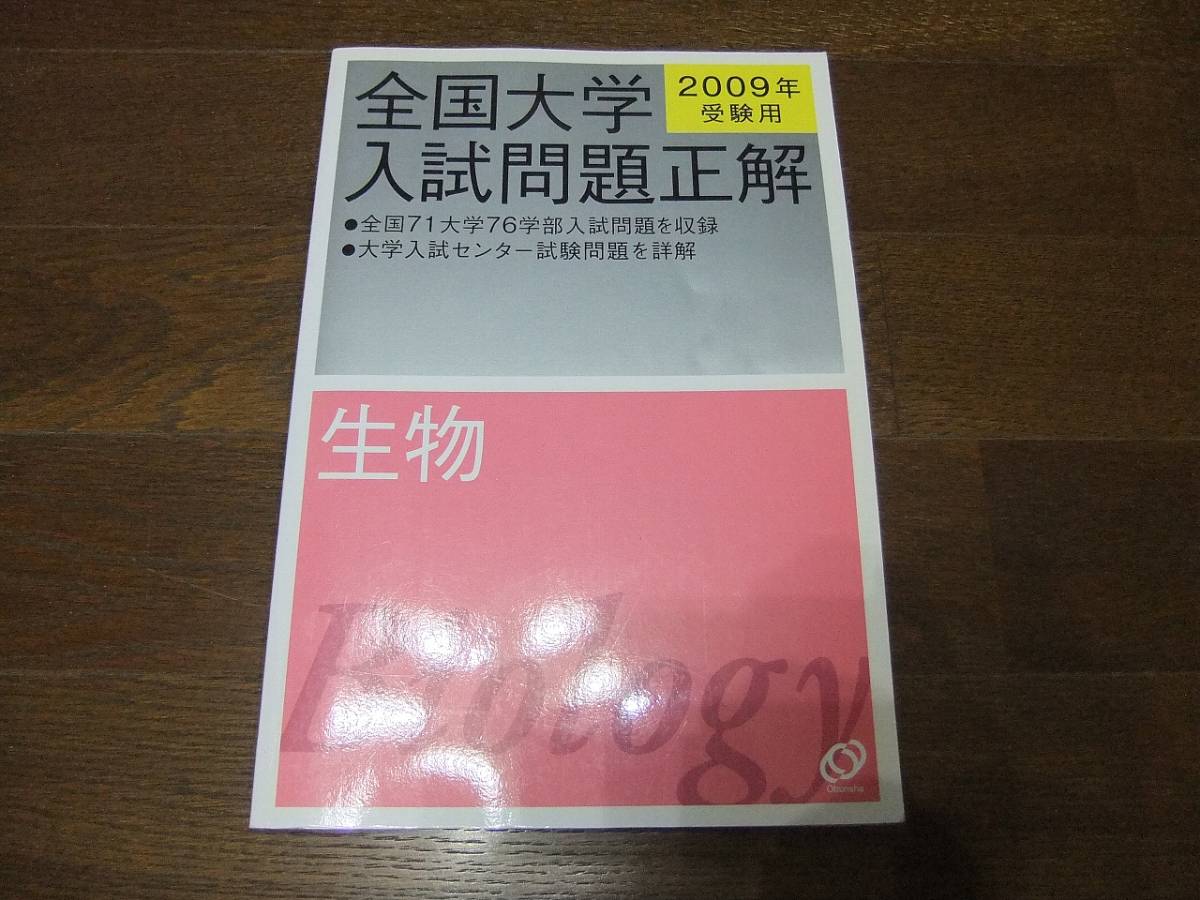 全国大学
2009年
受験用
入試問題正解
●全国71大学76学部入試問題を収録
●大学入試センター試験問題を詳解
生物
Biology
Obunsha